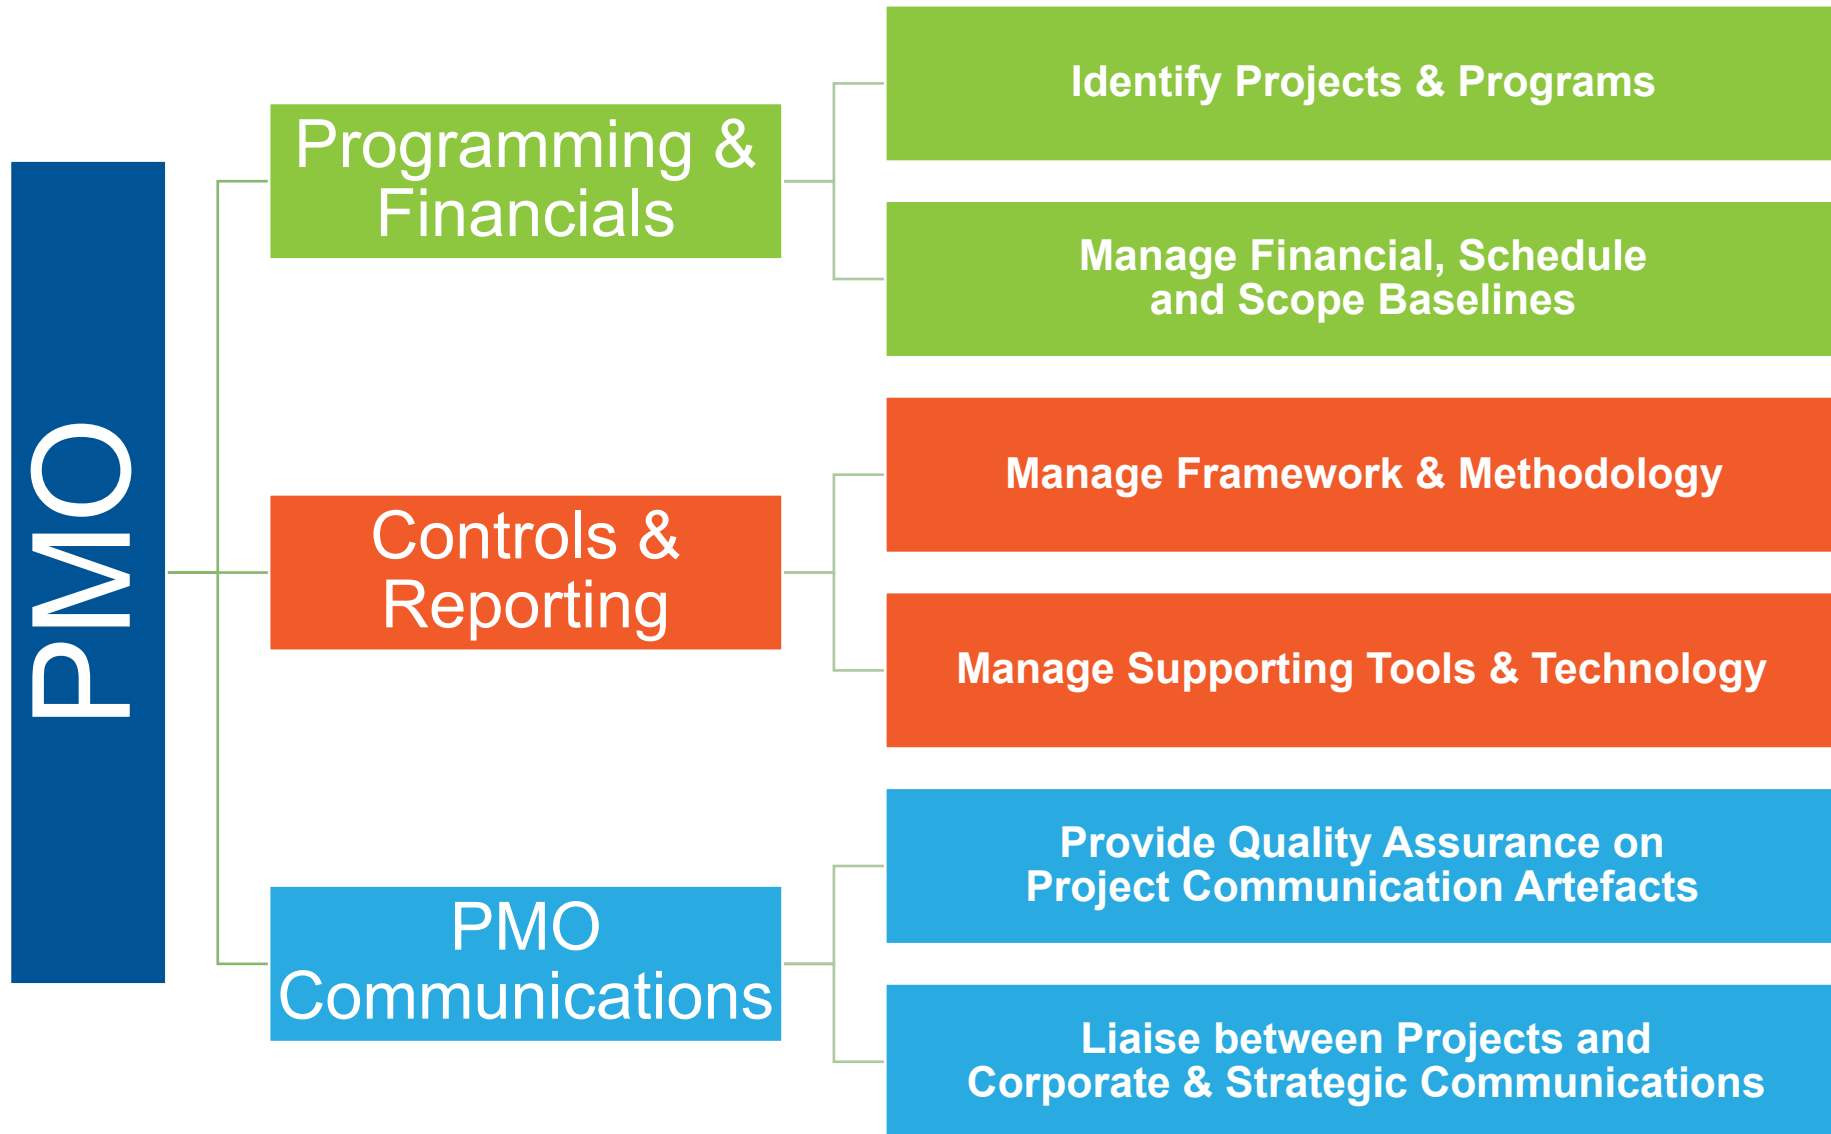 PMO
Programming &
Financials
Identify Projects & Programs
Manage Financial, Schedule
and Scope Baselines
Controls &
Reporting
Manage Framework & Methodology
Manage Supporting Tools & Technology
PMO
Communications
Provide Quality Assurance on
Project Communication Artefacts
Liaise between Projects and
Corporate & Strategic Communications